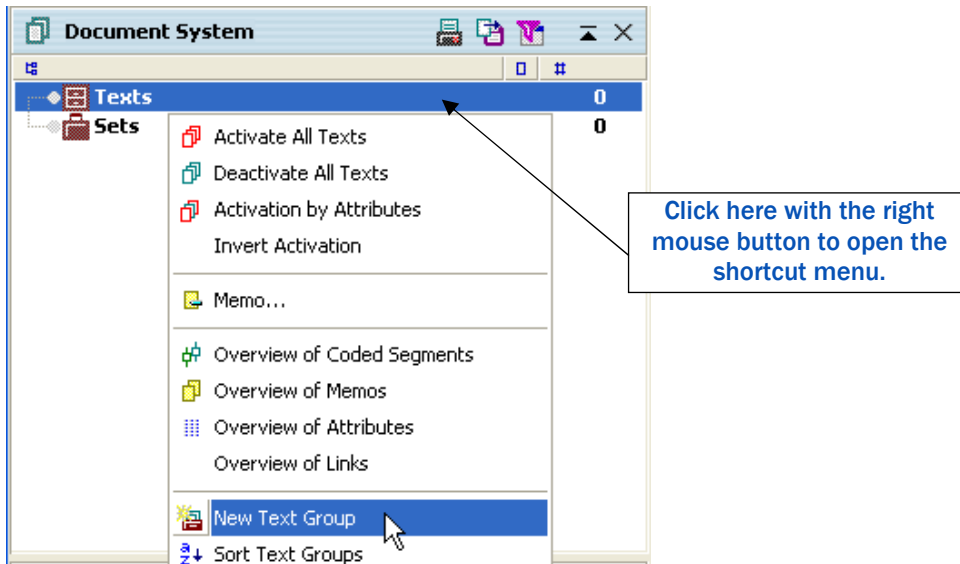 Document System
Texts 0
Sets 0
Activate All Texts
Deactivate All Texts
Activation by Attributes
Invert Activation
Memo...
Overview of Coded Segments
Overview of Memos
Overview of Attributes
Overview of Links
New Text Group
Sort Text Groups
Click here with the right
mouse button to open the
shortcut menu.